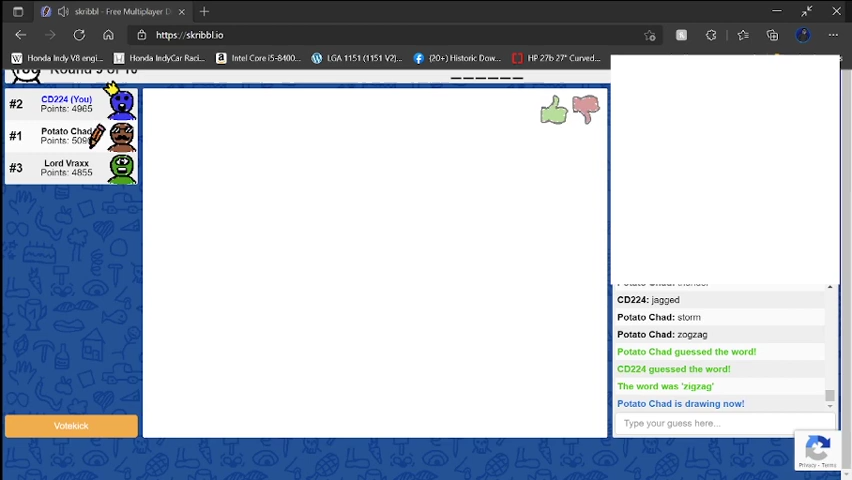 skribbl - Free Multiplayer D
https://skribbl.io
Honda Indy V8 engi...
Honda IndyCar Raci...
Intel Core i5-8400...
LGA 1151 (1151 V2)...
(20+) Historic Dow...
HP 27b 27" Curved...
#2
CD224 (You)
Points: 4965
#1
Potato Chad
#3
Lord Vraxx
Points: 4855
Votekick
CD224: jagged
Potato Chad: storm
Potato Chad: zogzag
Potato Chad guessed the word!
CD224 guessed the word!
The word was 'zigzag'
Potato Chad is drawing now!
Type your guess here...
Privacy - Terms